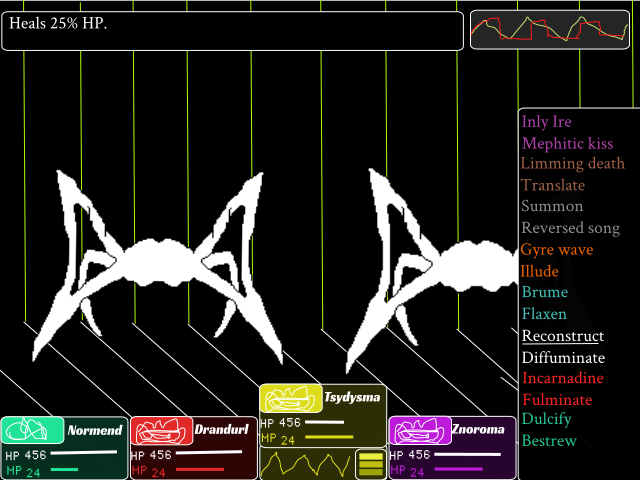 Heals 25% HP.
Inly Ire
Mephitic kiss
Limming death
Translate
Summon
Reversed song
Gyre wave
Illude
Brume
Flaxen
Reconstruct
Diffuminate
Incarnadine
Fulminate
Dulcify
Bestrew
Normend
HP 456
MP 24
Drandurl
HP 456
MP 24
Tsydysma
HP 456
MP 24
Znoroma
HP 456
MP 24